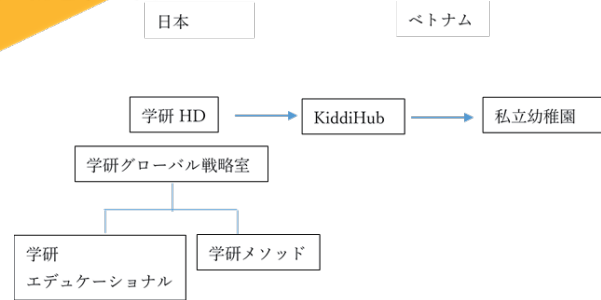 日本
ベトナム
学研 HD
KiddiHub
私立幼稚園
学研グローバル戦略室
学研
エデュケーショナル
学研メソッド